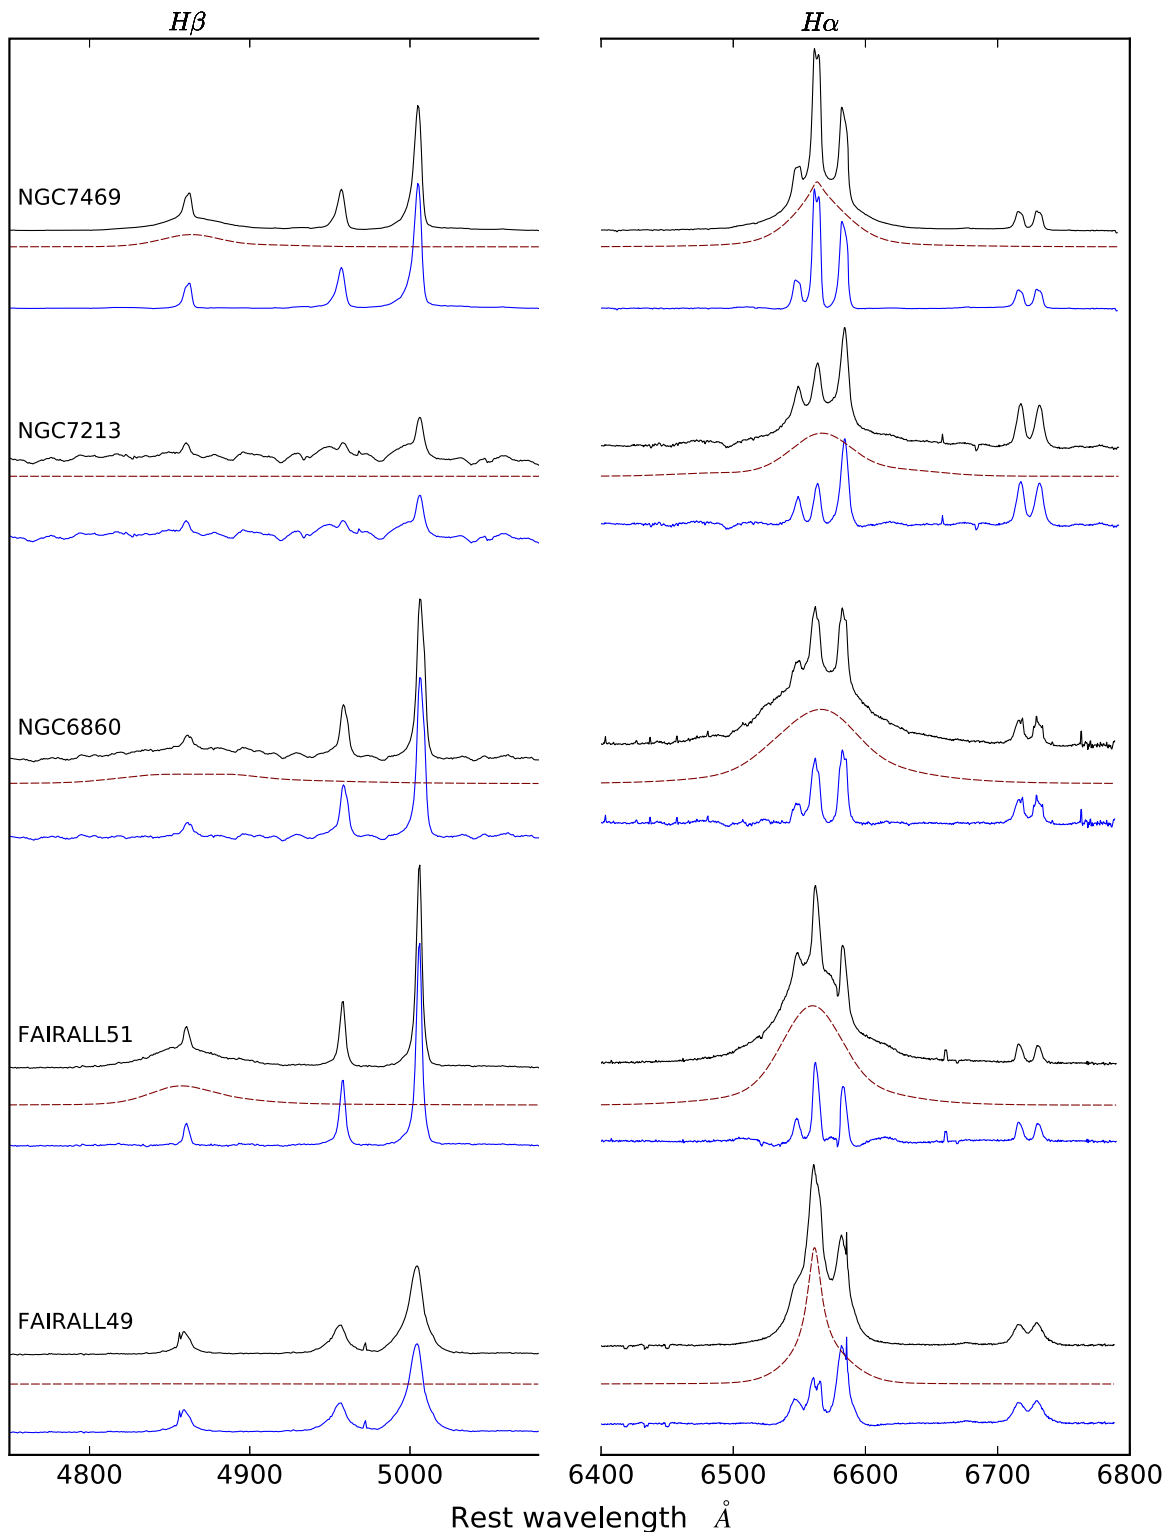 Hβ Hα
NGC7469
NGC7213
NGC6860
FAIRALL51
FAIRALL49
4800 4900 5000 6400 6500 6600 6700 6800
Rest wavelength Å